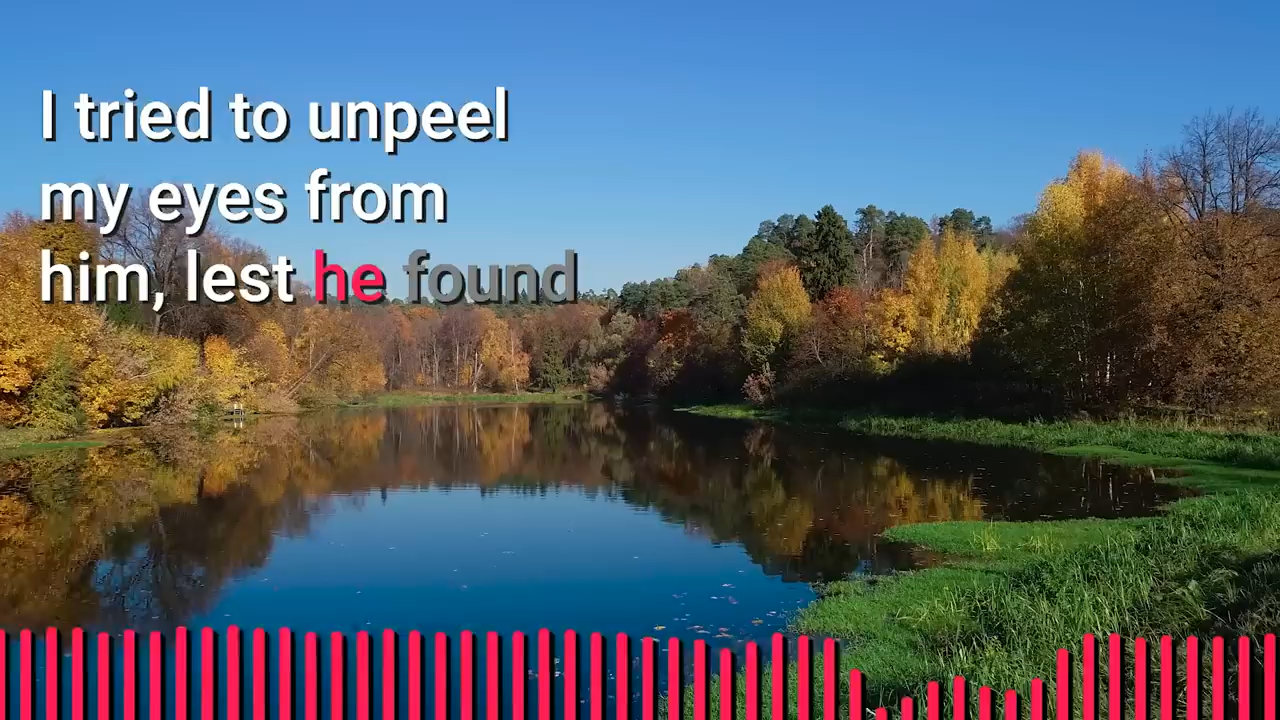 I tried to unpeel
my eyes from
him, lest he found